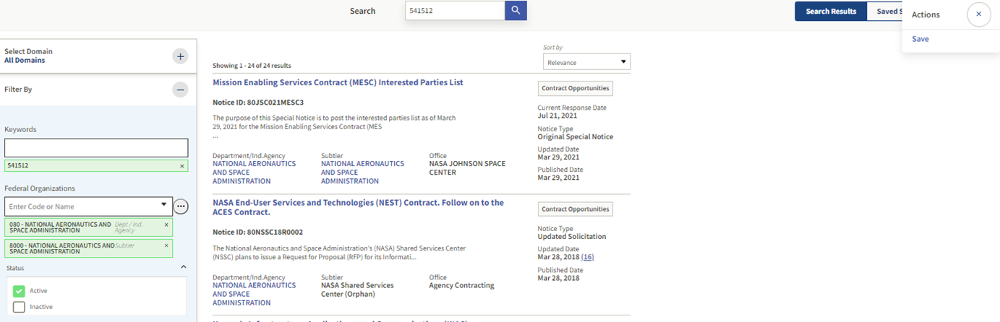 Search
541512
Search Results
Saved S
Actions
Save
Select Domain
All Domains
Filter By
Keywords
541512
Federal Organizations
Enter Code or Name
080 - NATIONAL AERONAUTICS AND
SPACE ADMINISTRATION
Dept / Ind.
Agency
8000 - NATIONAL AERONAUTICS AND
SPACE ADMINISTRATION
Subtier
Status
Active
Inactive
Sort by
Relevance
Showing 1 - 24 of 24 results
Mission Enabling Services Contract (MESC) Interested Parties List
Notice ID: 80JSC021MESC3
The purpose of this Special Notice is to post the interested parties list as of March
29, 2021 for the Mission Enabling Services Contract (MES
...
Department/Ind.Agency
NATIONAL AERONAUTICS
AND SPACE
ADMINISTRATION
Subtier
NATIONAL AERONAUTICS
AND SPACE
ADMINISTRATION
Office
NASA JOHNSON SPACE
CENTER
Contract Opportunities
Current Response Date
Jul 21, 2021
Notice Type
Original Special Notice
Updated Date
Mar 29, 2021
Published Date
Mar 29, 2021
NASA End-User Services and Technologies (NEST) Contract. Follow on to the
ACES Contract.
Notice ID: 80NSSC18R0002
The National Aeronautics and Space Administration's (NASA) Shared Services Center
(NSSC) plans to issue a Request for Proposal (RFP) for its Informati...
Department/Ind.Agency
NATIONAL AERONAUTICS
AND SPACE
ADMINISTRATION
Subtier
NASA Shared Services
Center (Orphan)
Office
Agency Contracting
Contract Opportunities
Notice Type
Updated Solicitation
Updated Date
Mar 28, 2018 (16)
Published Date
Mar 28, 2018